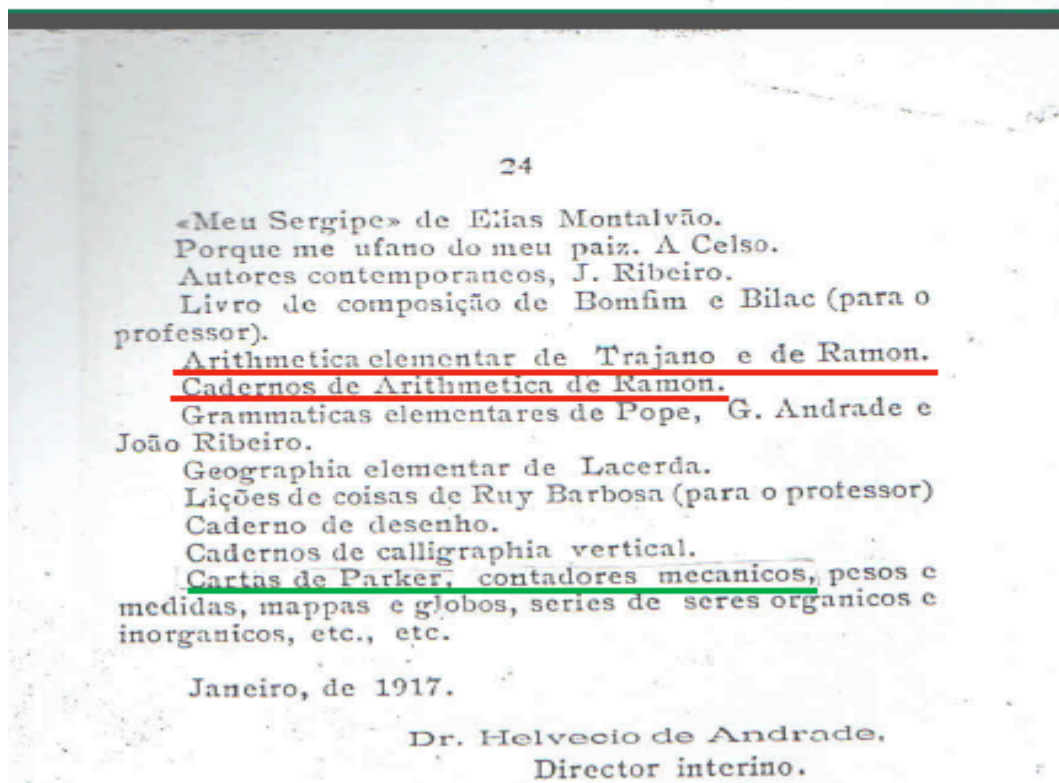 24
«Meu Sergipe» de Elias Montalvão.
Porque me ufano do meu paiz. A Celso.
Autores contemporaneos, J. Ribeiro.
Livro de composição de Bomfim e Bilac (para o
professor).
Arithmetica elementar de Trajano e de Ramon.
Cadernos de Arithmetica de Ramon.
Grammaticas elementares de Pope, G. Andrade e
João Ribeiro.
Geographia elementar de Lacerda.
Lições de coisas de Ruy Barbosa (para o professor)
Caderno de desenho.
Cadernos de calligraphia vertical.
Cartas de Parker, contadores mecanicos, pesos e
medidas, mappas e globos, series de seres organicos e
inorganicos, etc., etc.
Janeiro, de 1917.
Dr. Helvecio de Andrade.
Director interino.